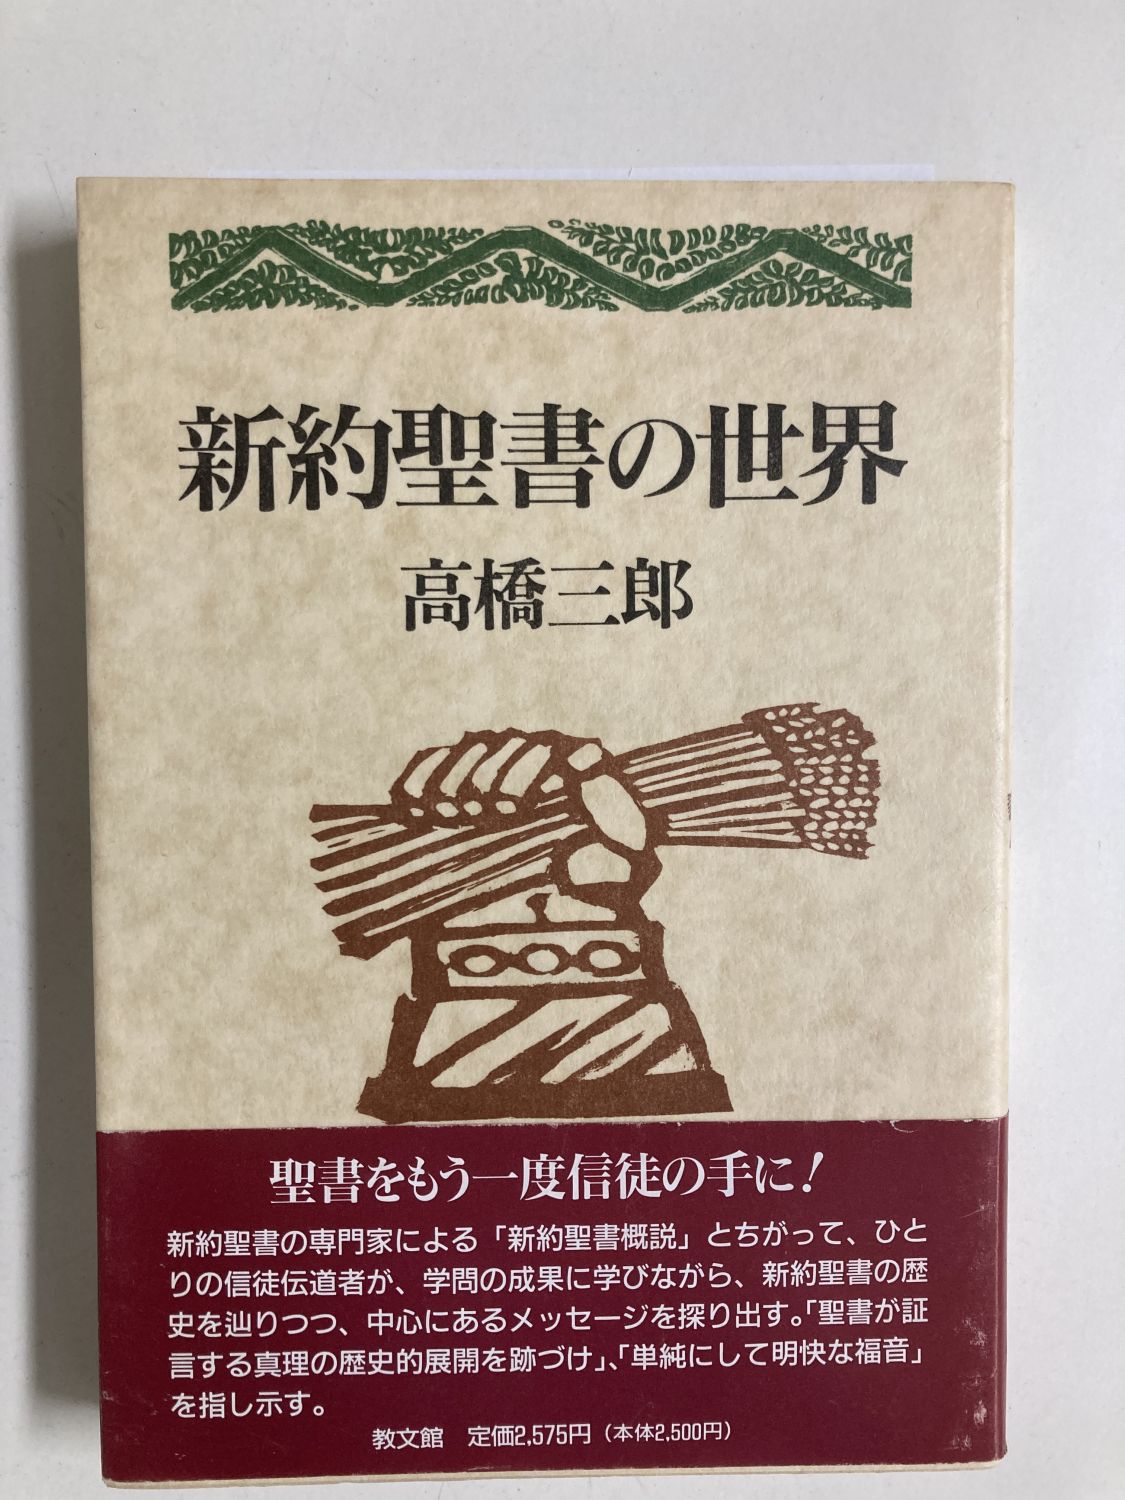 新約聖書の世界
高橋三郎
聖書をもう一度信徒の手に！
新約聖書の専門家による「新約聖書概説」とちがって、ひと
りの信徒伝道者が、学問の成果に学びながら、新約聖書の歴
史を辿りつつ、中心にあるメッセージを探り出す。「聖書が証
言する真理の歴史的展開を跡づけ」、「単純にして明快な福音」
を指し示す。
教文館　定価2,575円（本体2,500円）